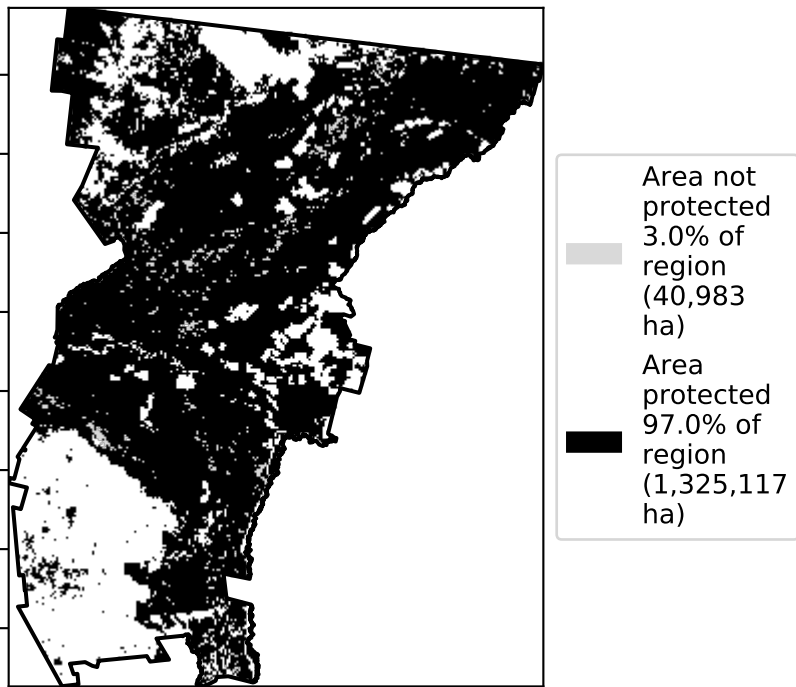 Area not
protected
3.0% of
region
(40,983
ha)
Area
protected
97.0% of
region
(1,325,117
ha)